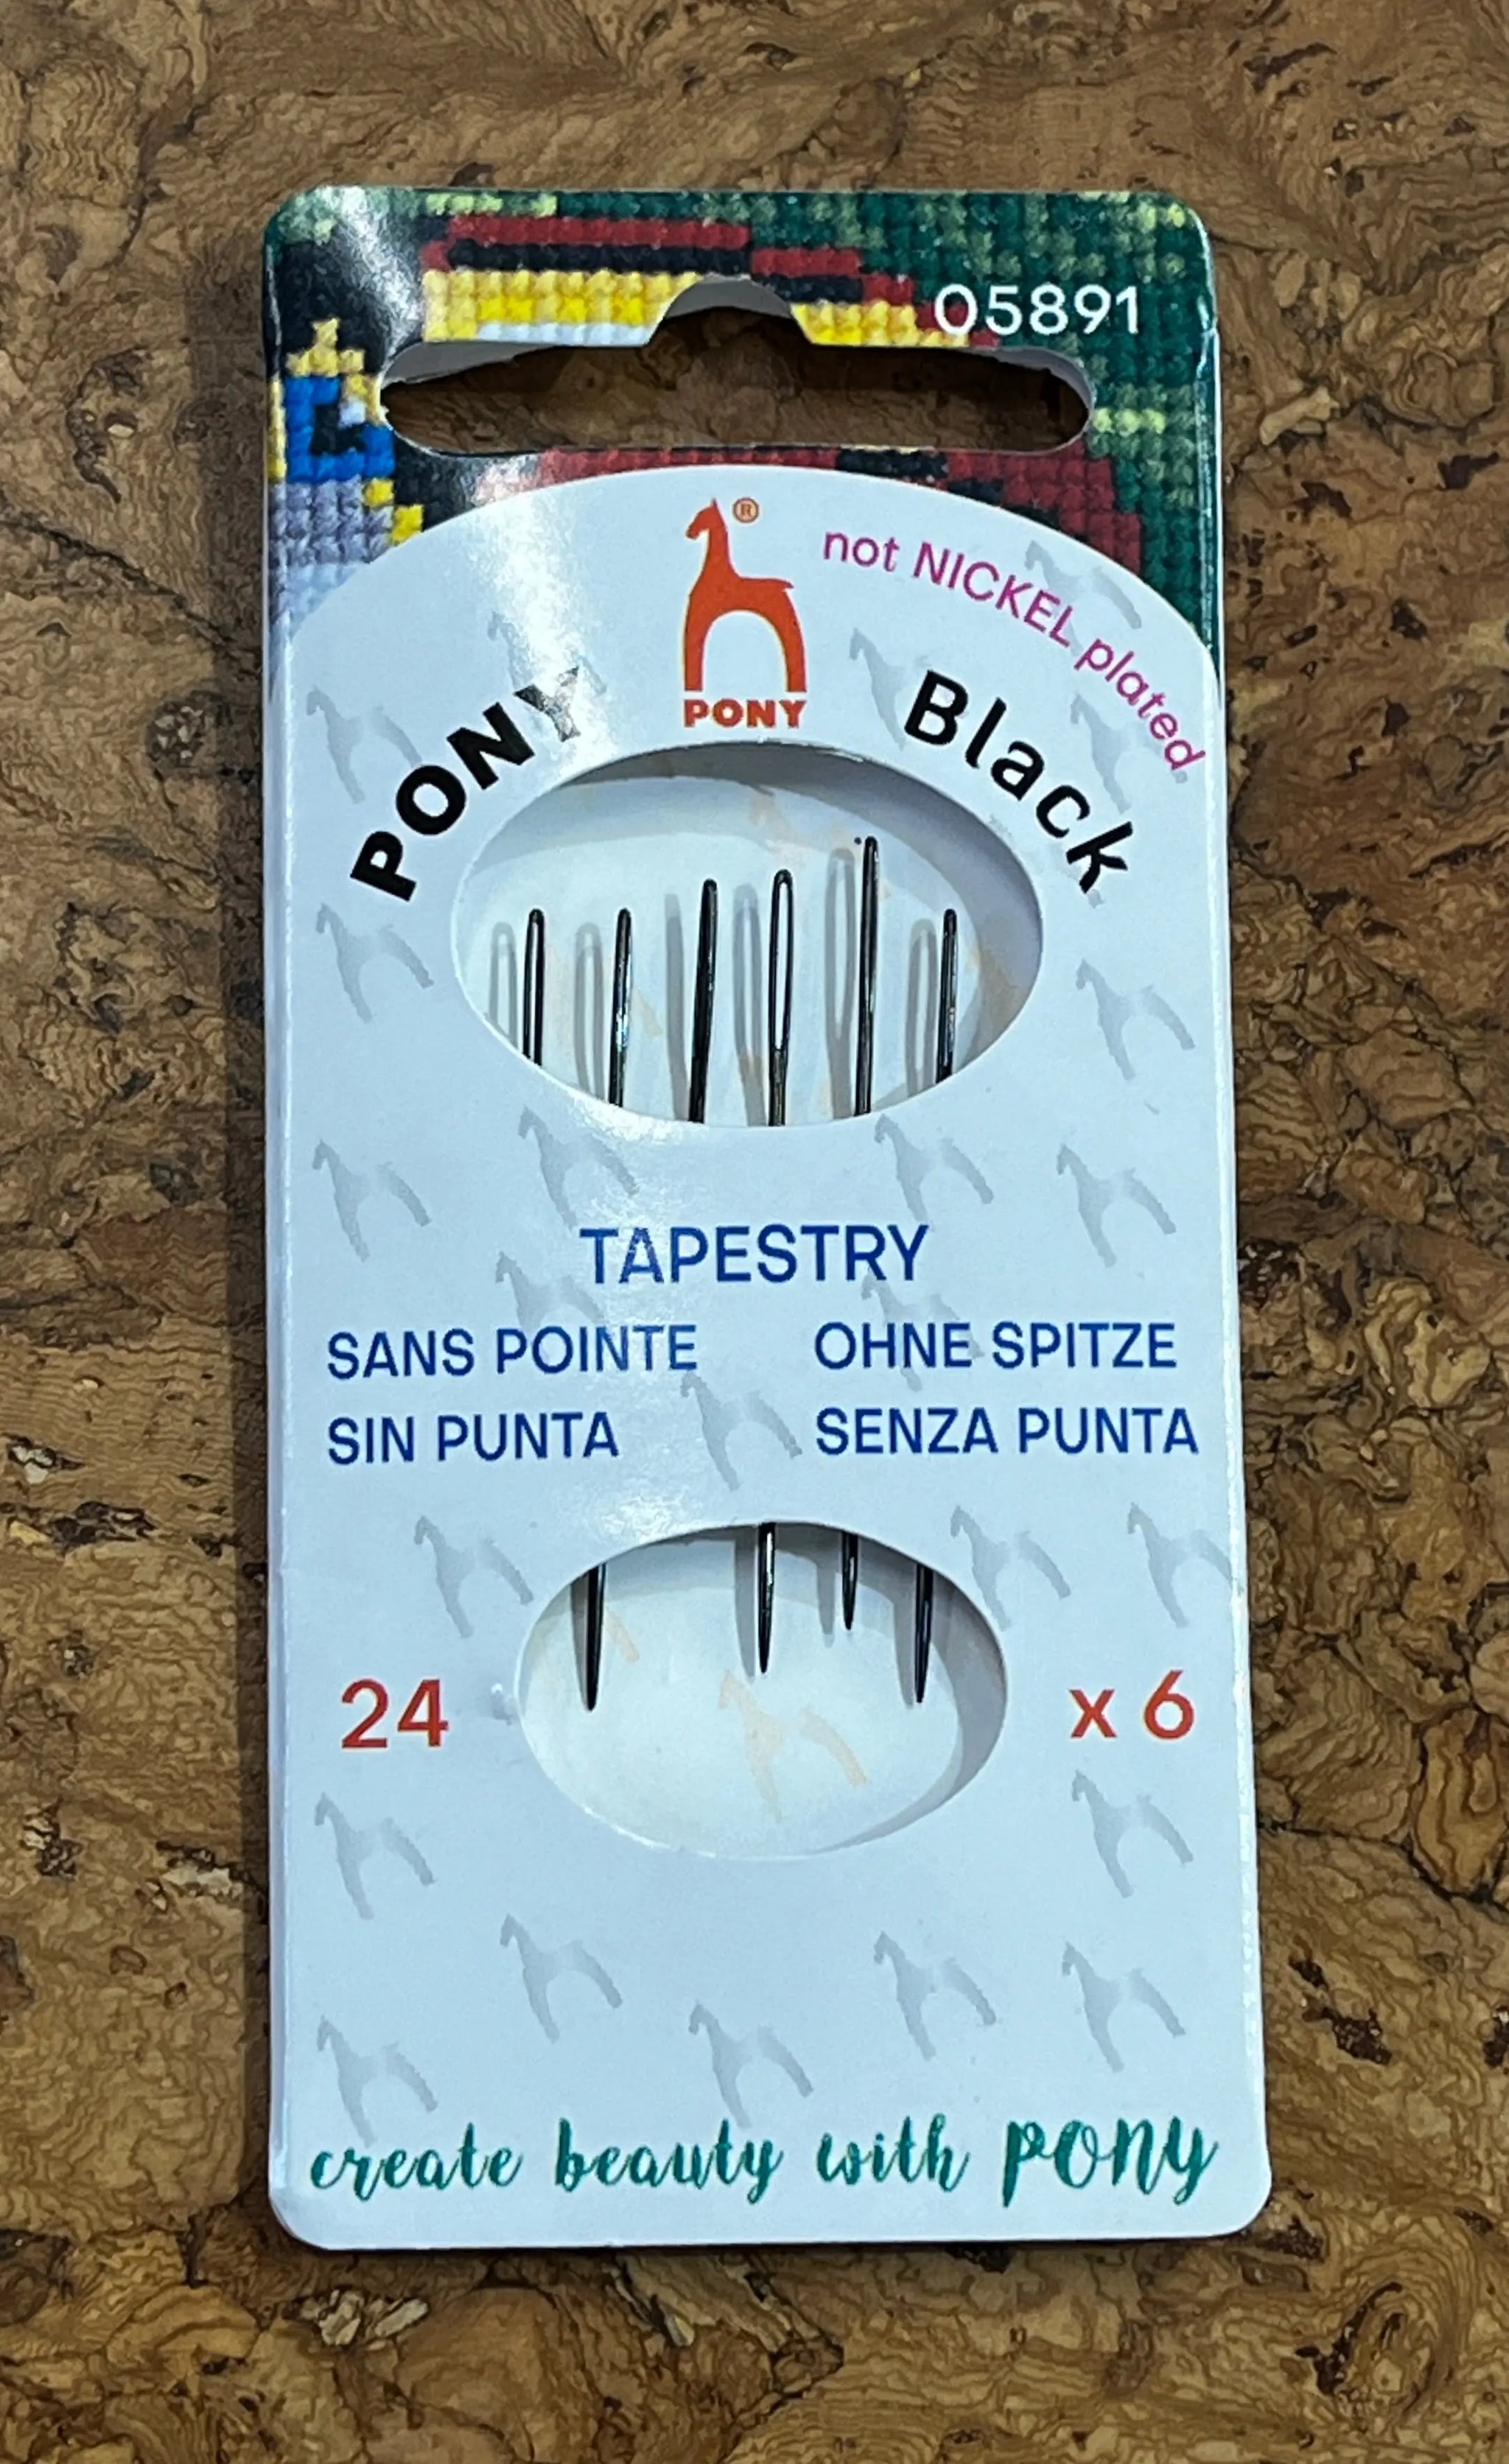 05891
®
PONY
not NICKEL plated
PONY Black
TAPESTRY
SANS POINTE OHNE SPITZE
SIN PUNTA SENZA PUNTA
24 x 6
create beauty with PONY